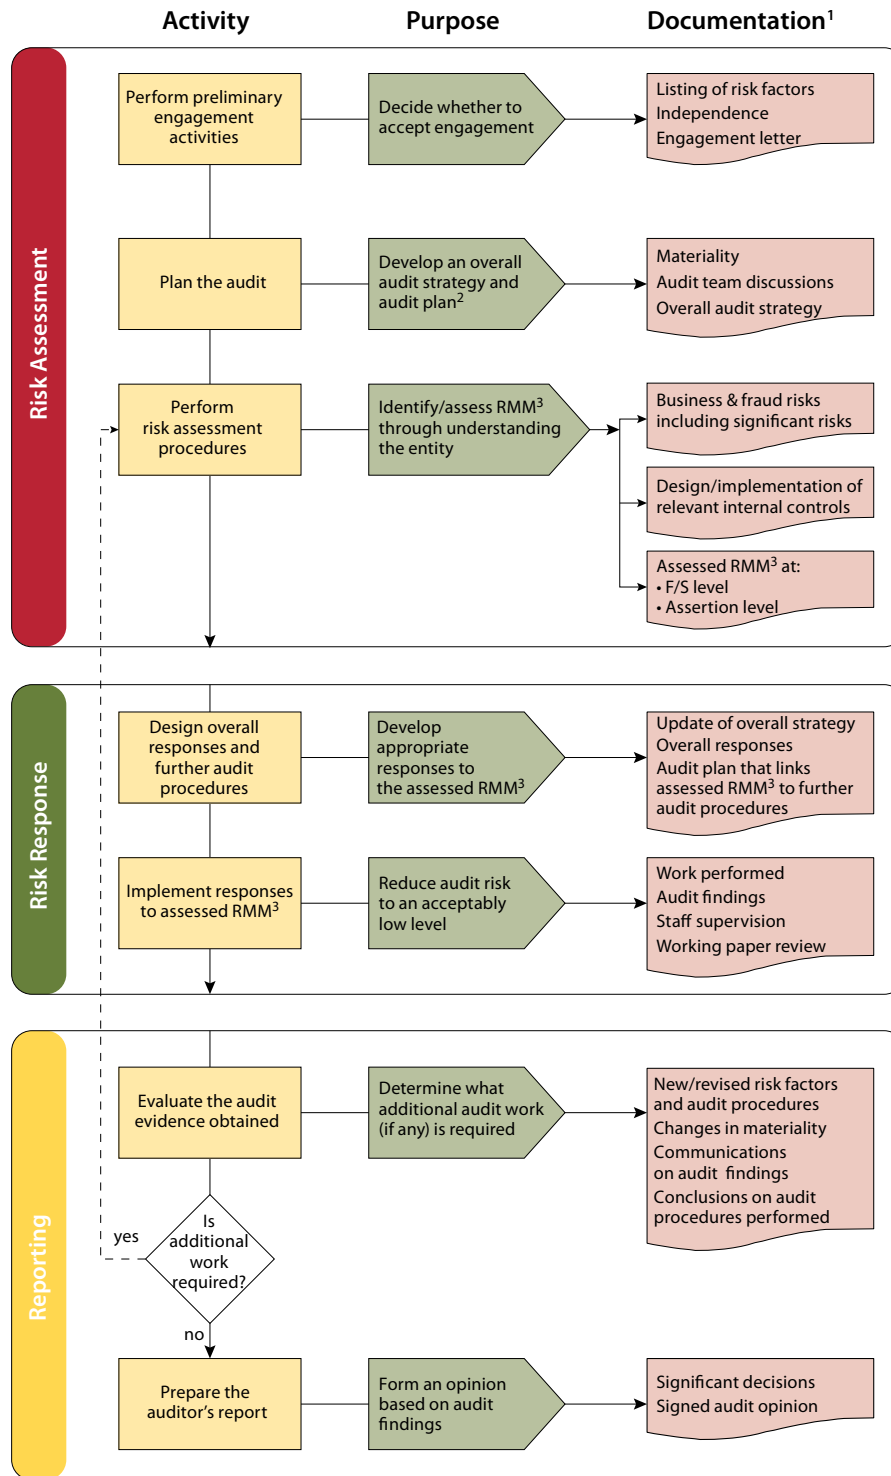 Activity
Purpose
Documentation¹
Risk Assessment
Perform preliminary
engagement
activities
Decide whether to
accept engagement
Listing of risk factors
Independence
Engagement letter
Plan the audit
Develop an overall
audit strategy and
audit plan²
Materiality
Audit team discussions
Overall audit strategy
Perform
risk assessment
procedures
Identify/assess RMM³
through understanding
the entity
Business & fraud risks
including significant risks
Design/implementation of
relevant internal controls
Assessed RMM³ at:
• F/S level
• Assertion level
Risk Response
Design overall
responses and
further audit
procedures
Develop
appropriate
responses to
the assessed RMM³
Update of overall strategy
Overall responses
Audit plan that links
assessed RMM³ to further
audit procedures
Implement responses
to assessed RMM³
Reduce audit risk
to an acceptably
low level
Work performed
Audit findings
Staff supervision
Working paper review
Reporting
Evaluate the audit
evidence obtained
Determine what
additional audit work
(if any) is required
New/revised risk factors
and audit procedures
Changes in materiality
Communications
on audit findings
Conclusions on audit
procedures performed
yes
Is
additional
work
required?
no
Prepare the
auditor's report
Form an opinion
based on audit
findings
Significant decisions
Signed audit opinion